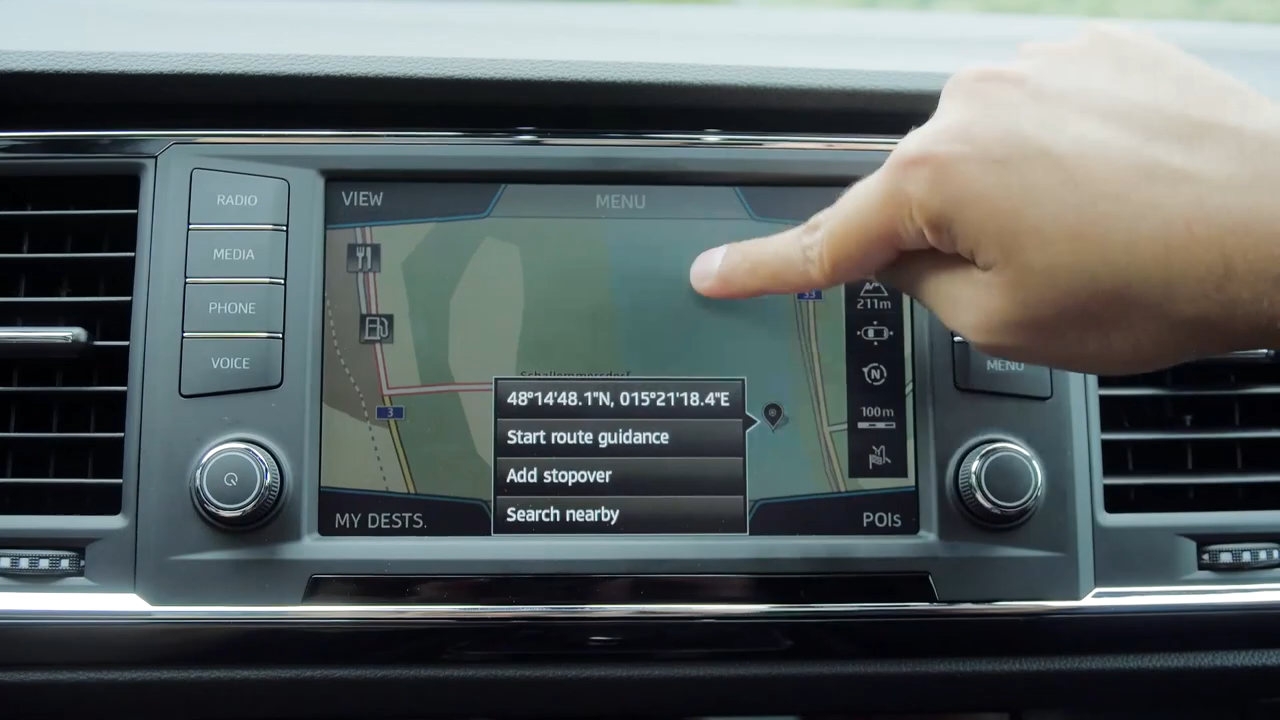 RADIO
MEDIA
PHONE
VOICE
VIEW
MENU
33
211m
N
100m
3
48°14'48.1"N, 015°21'18.4"E
Start route guidance
Add stopover
Search nearby
MY DESTS.
POIs
MENU